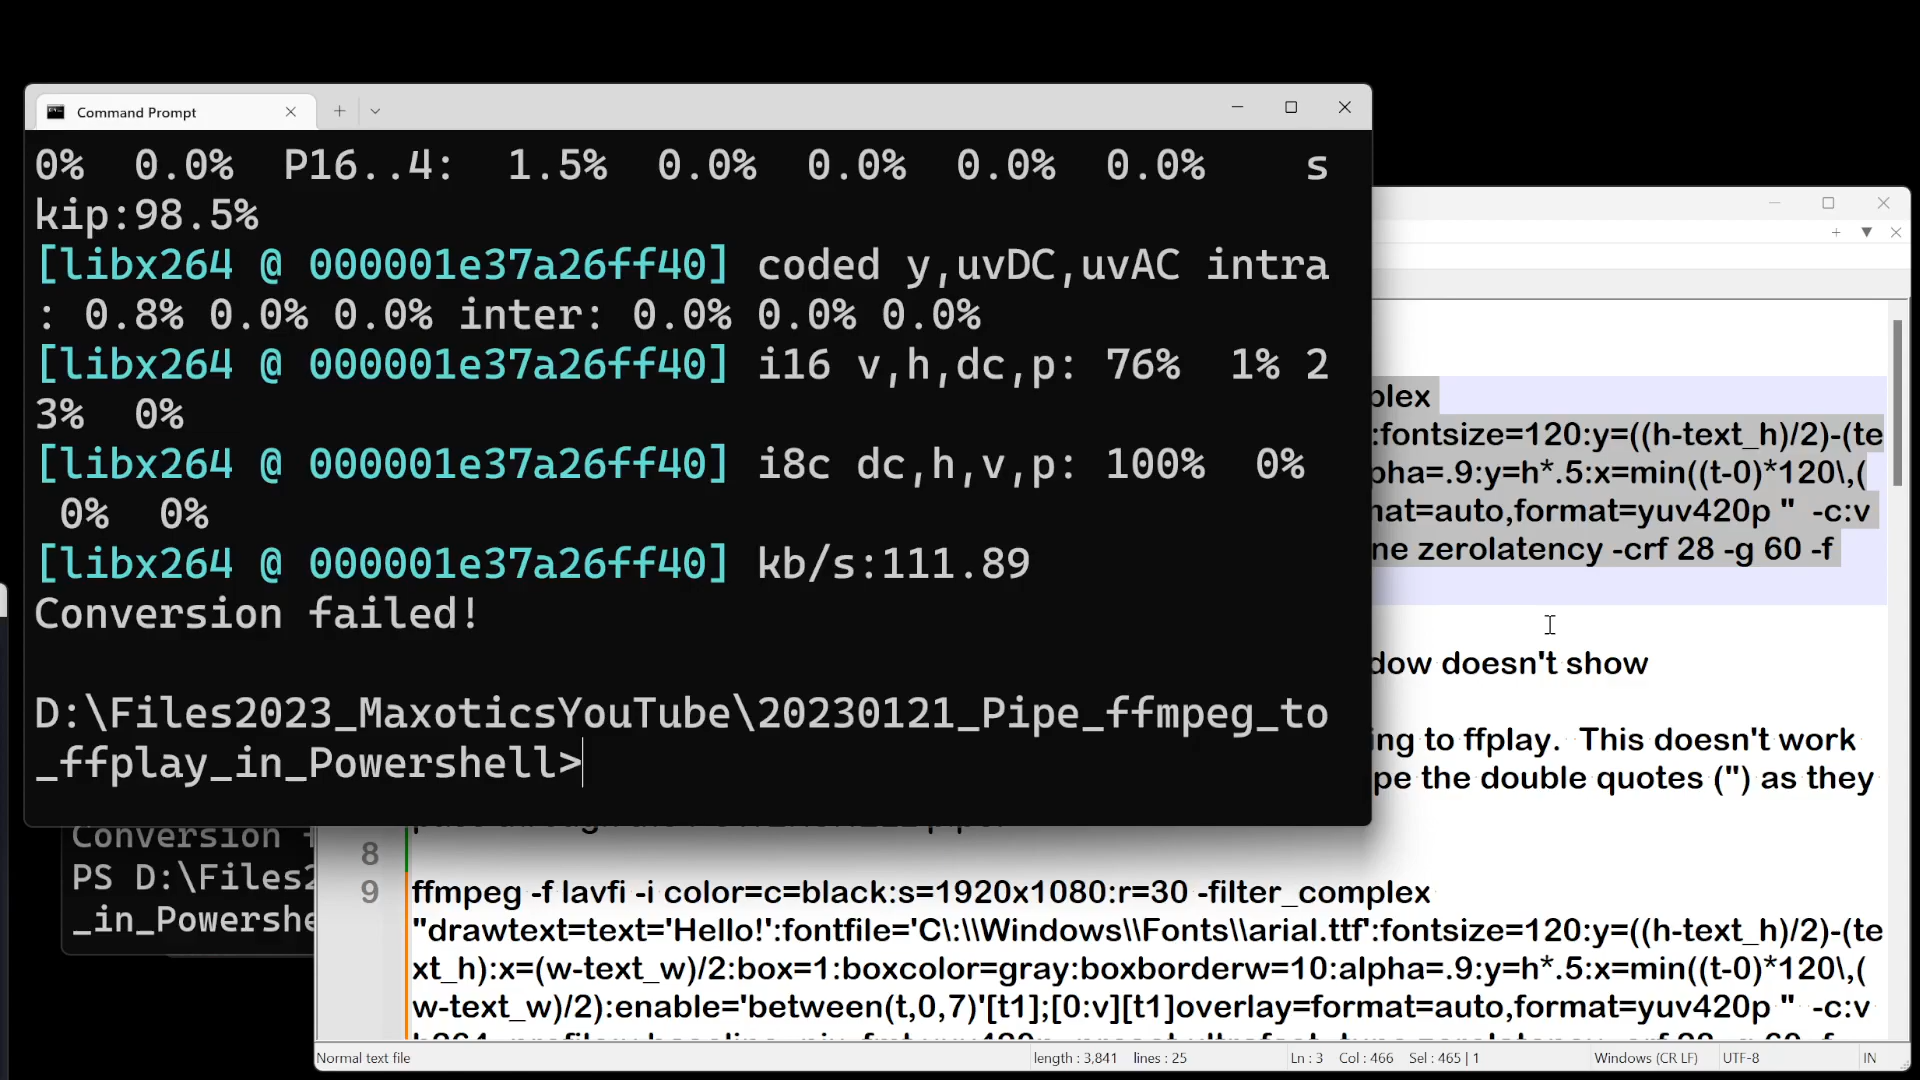 Command Prompt
0%  0.0%  P16..4:  1.5%  0.0%  0.0%  0.0%  0.0%    s
kip:98.5%
[libx264 @ 000001e37a26ff40] coded y,uvDC,uvAC intra
: 0.8% 0.0% 0.0% inter: 0.0% 0.0% 0.0%
[libx264 @ 000001e37a26ff40] i16 v,h,dc,p: 76%  1% 2
3%  0%
[libx264 @ 000001e37a26ff40] i8c dc,h,v,p: 100%  0%
 0%  0%
[libx264 @ 000001e37a26ff40] kb/s:111.89
Conversion failed!
D:\Files2023_MaxoticsYouTube\20230121_Pipe_ffmpeg_to
_ffplay_in_Powershell>
plex
:fontsize=120:y=((h-text_h)/2)-(te
pha=.9:y=h*.5:x=min((t-0)*120\,(
mat=auto,format=yuv420p "  -c:v
ne zerolatency -crf 28 -g 60 -f
dow doesn't show
ing to ffplay.  This doesn't work
pe the double quotes (") as they
8
9 ffmpeg -f lavfi -i color=c=black:s=1920x1080:r=30 -filter_complex
"drawtext=text='Hello!':fontfile='C\:\\Windows\\Fonts\\arial.ttf':fontsize=120:y=((h-text_h)/2)-(te
xt_h):x=(w-text_w)/2:box=1:boxcolor=gray:boxborderw=10:alpha=.9:y=h*.5:x=min((t-0)*120\,(
w-text_w)/2):enable='between(t,0,7)'[t1];[0:v][t1]overlay=format=auto,format=yuv420p "  -c:v
Conversion f
PS D:\Files2
_in_Powershe
Normal text file
length : 3,841  lines : 25
Ln : 3  Col : 466  Sel : 465 | 1
Windows (CR LF)
UTF-8
IN